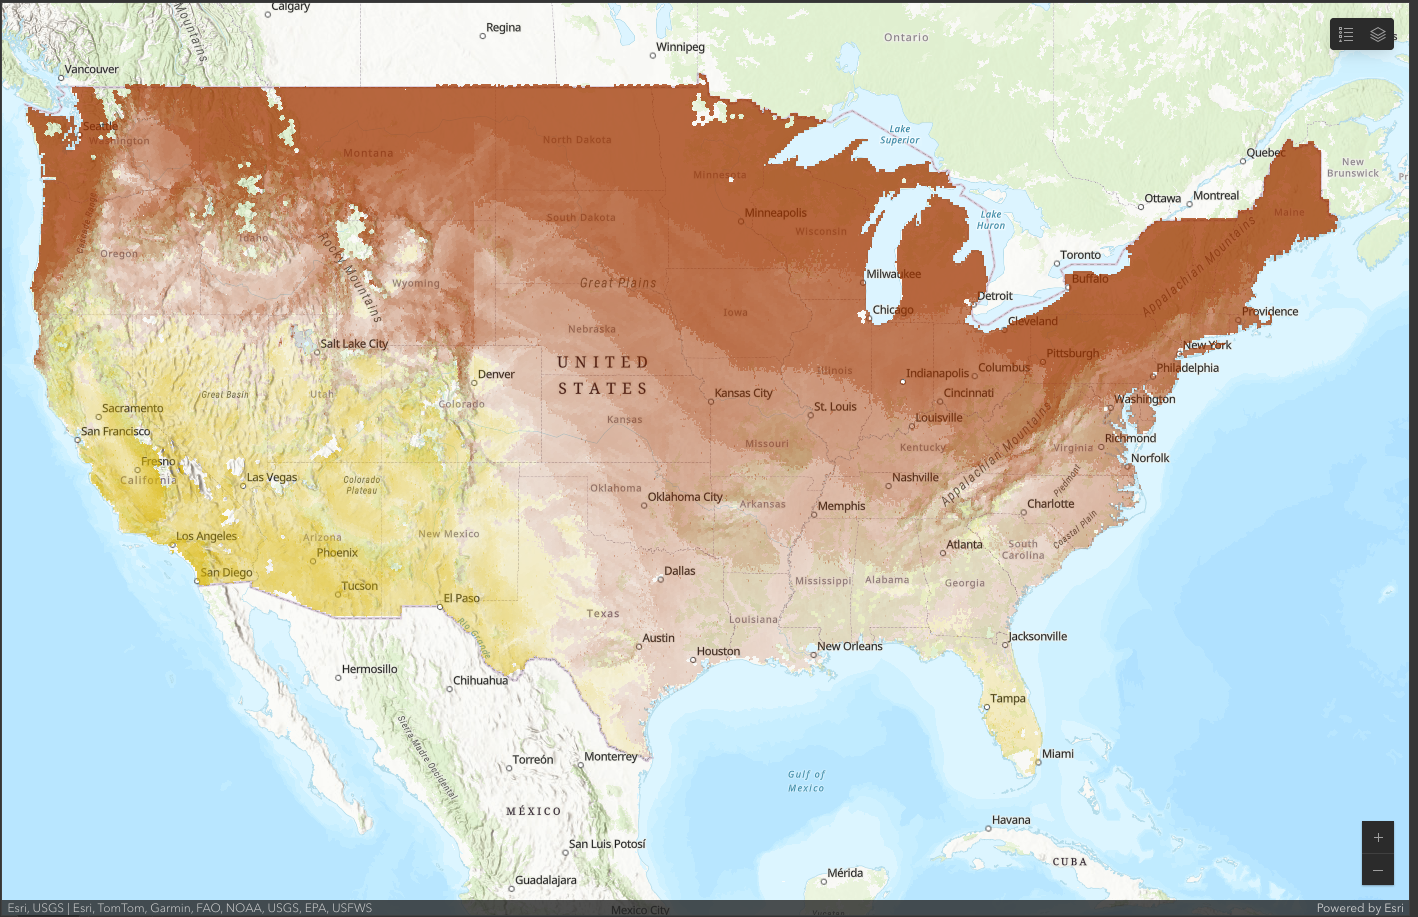 Calgary
Mountains
Regina
Winnipeg
Ontario
s
Vancouver
Seattle
Washington
Montana
North Dakota
Lake
Superior
Quebec
New
Brunswick
Minnesota
Ottawa
Montreal
Minneapolis
South Dakota
Wisconsin
Maine
Lake
Huron
Cascade Range
Oregon
Idaho
Rocky Mountains
Toronto
Appalachian Mountains
Wyoming
Great Plains
Milwaukee
Buffalo
Detroit
Chicago
Iowa
Cleveland
Providence
Nebraska
Salt Lake City
New York
Pittsburgh
UNITED
STATES
Denver
Illinois
Indianapolis
Columbus
Philadelphia
Great Basin
Utah
Colorado
Kansas City
Cincinnati
Washington
Sacramento
St. Louis
Louisville
San Francisco
Kansas
Missouri
Kentucky
Virginia
Richmond
Appalachian Mountains
Norfolk
Fresno
California
Las Vegas
Colorado
Plateau
Nashville
Piedmont
Oklahoma
Oklahoma City
Arkansas
Memphis
Charlotte
Coastal Plain
Los Angeles
Arizona
New Mexico
Phoenix
Atlanta
South
Carolina
San Diego
Tucson
Dallas
Mississippi
Alabama
Georgia
El Paso
Rio Grande
Texas
Louisiana
Austin
Jacksonville
Houston
New Orleans
Hermosillo
Chihuahua
Tampa
Sierra Madre Occidental
Torreón
Monterrey
Miami
Gulf of
Mexico
MÉXICO
Havana
+
San Luis Potosí
CUBA
−
Guadalajara
Mérida
Mexico City
Yucatan
Esri, USGS | Esri, TomTom, Garmin, FAO, NOAA, USGS, EPA, USFWS
Powered by Esri